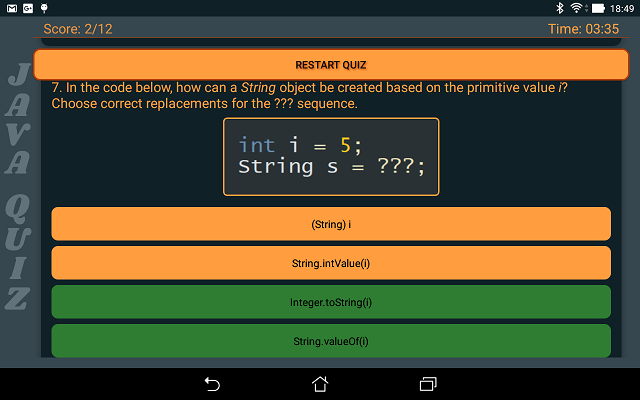 18:49
Score: 2/12
Time: 03:35
RESTART QUIZ
JAVA QUIZ
7. In the code below, how can a String object be created based on the primitive value i?
Choose correct replacements for the ??? sequence.
int i = 5;
String s = ???;
(String) i
String.intValue(i)
Integer.toString(i)
String.valueOf(i)